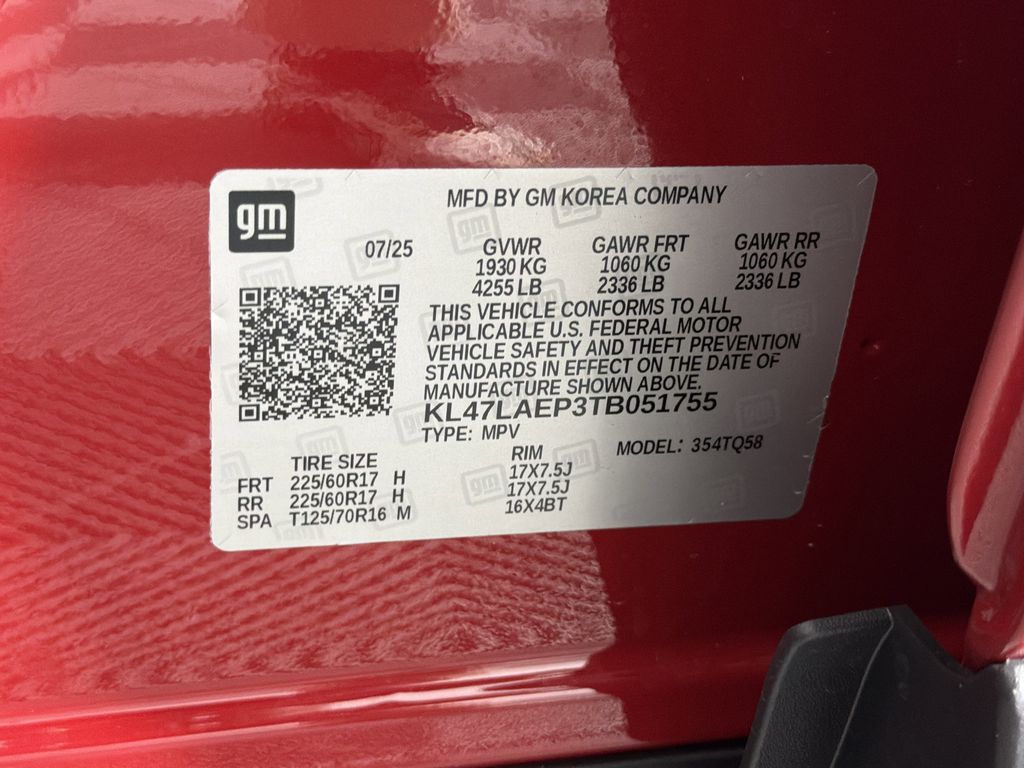 gm
MFD BY GM KOREA COMPANY
07/25 GVWR GAWR FRT GAWR RR
1930 KG 1060 KG 1060 KG
4255 LB 2336 LB 2336 LB
THIS VEHICLE CONFORMS TO ALL
APPLICABLE U.S. FEDERAL MOTOR
VEHICLE SAFETY AND THEFT PREVENTION
STANDARDS IN EFFECT ON THE DATE OF
MANUFACTURE SHOWN ABOVE.
KL47LAEP3TB051755
TYPE: MPV
MODEL: 354TQ58
TIRE SIZE RIM
FRT 225/60R17 H 17X7.5J
RR 225/60R17 H 17X7.5J
SPA T125/70R16 M 16X4BT